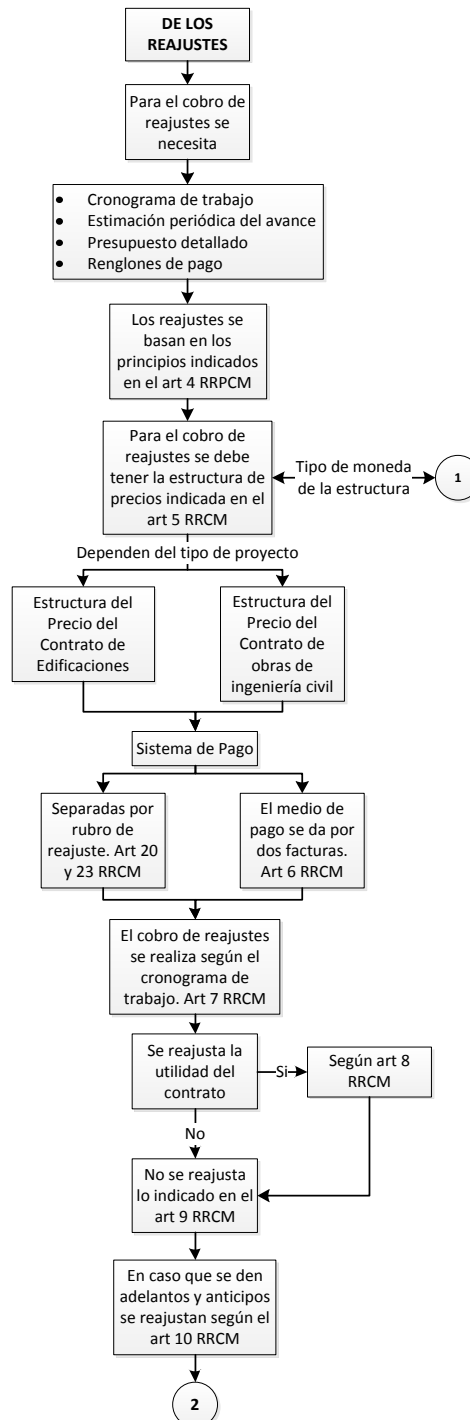 DE LOS
REAJUSTES
Para el cobro de
reajustes se
necesita
• Cronograma de trabajo
• Estimación periódica del avance
• Presupuesto detallado
• Renglones de pago
Los reajustes se
basan en los
principios indicados
en el art 4 RRPCM
Para el cobro de
reajustes se debe
tener la estructura de
precios indicada en el
art 5 RRCM
Tipo de moneda
de la estructura
1
Dependen del tipo de proyecto
Estructura del
Precio del
Contrato de
Edificaciones
Estructura del
Precio del
Contrato de
obras de
ingeniería civil
Sistema de Pago
Separadas por
rubro de
reajuste. Art 20
y 23 RRCM
El medio de
pago se da por
dos facturas.
Art 6 RRCM
El cobro de reajustes
se realiza según el
cronograma de
trabajo. Art 7 RRCM
Se reajusta la
utilidad del
contrato
Si
Según art 8
RRCM
No
No se reajusta
lo indicado en el
art 9 RRCM
En caso que se den
adelantos y anticipos
se reajustan según el
art 10 RRCM
2